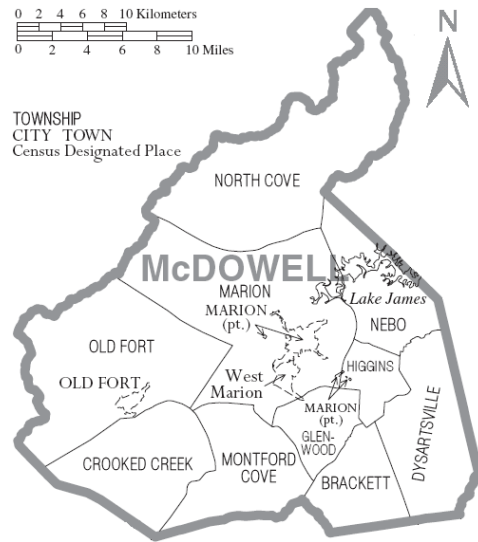 0 2 4 6 8 10 Kilometers
0 2 4 6 8 10 Miles
N
TOWNSHIP
CITY TOWN
Census Designated Place
NORTH COVE
McDOWELL
MARION
MARION
(pt.)
Lake James
NEBO
OLD FORT
OLD FORT
West
Marion
HIGGINS
MARION
(pt.)
GLEN-
WOOD
DYSARTSVILLE
CROOKED CREEK
MONTFORD
COVE
BRACKETT